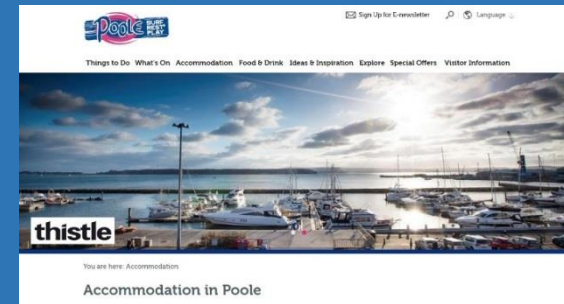 Sign Up for E-newsletter Language
Poole SURF REST PLAY
Things to Do What's On Accommodation Food & Drink Ideas & Inspiration Explore Special Offers Visitor Information
thistle
You are here: Accommodation
Accommodation in Poole